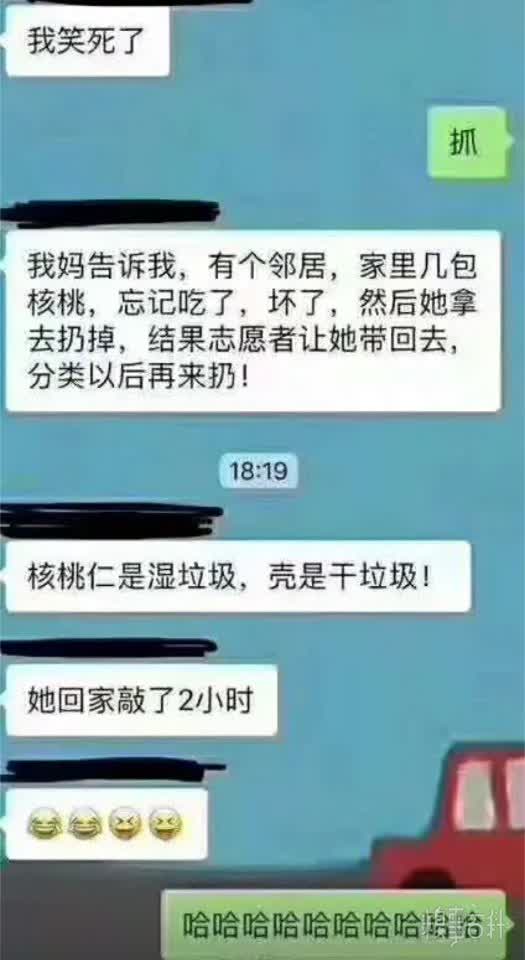 我笑死了
抓
我妈告诉我，有个邻居，家里几包
核桃，忘记吃了，坏了，然后她拿
去扔掉，结果志愿者让她带回去，
分类以后再来扔！
18:19
核桃仁是湿垃圾，壳是干垃圾！
她回家敲了2小时
😂😂😆😆
哈哈哈哈哈哈哈哈哈哈